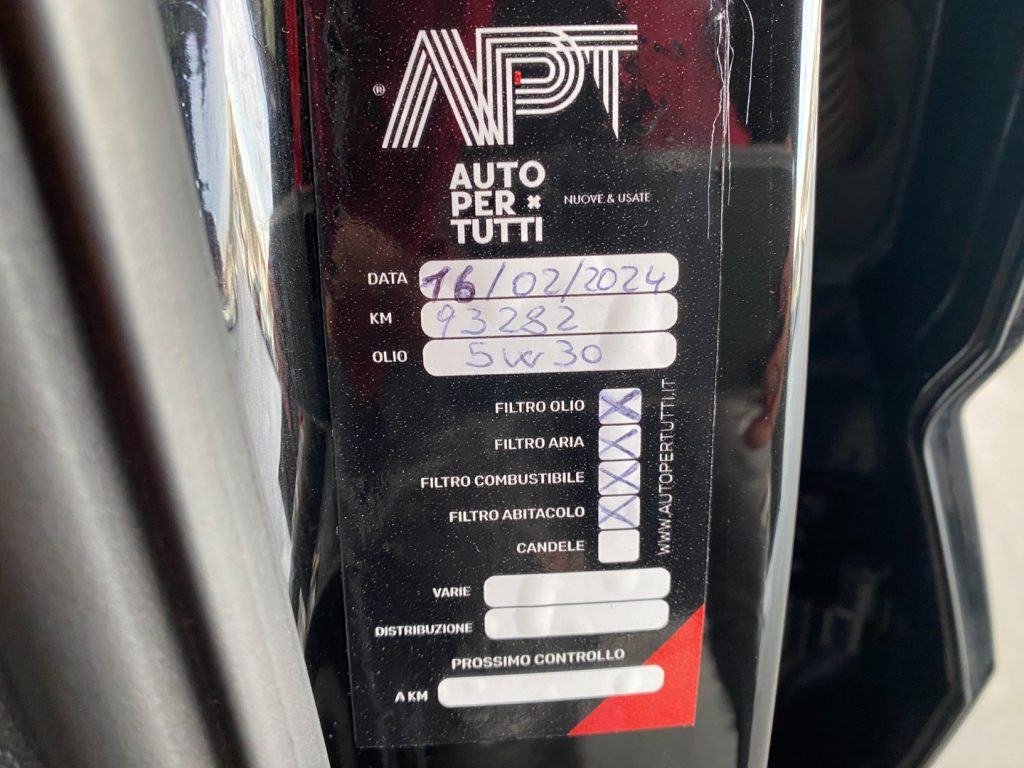 APT
®
AUTO
PER x
TUTTI
NUOVE & USATE
DATA 16/02/2024
KM 93282
OLIO 5w30
FILTRO OLIO X
FILTRO ARIA X
FILTRO COMBUSTIBILE X
FILTRO ABITACOLO X
CANDELE
WWW.AUTOPERTUTTI.IT
VARIE
DISTRIBUZIONE
PROSSIMO CONTROLLO
A KM